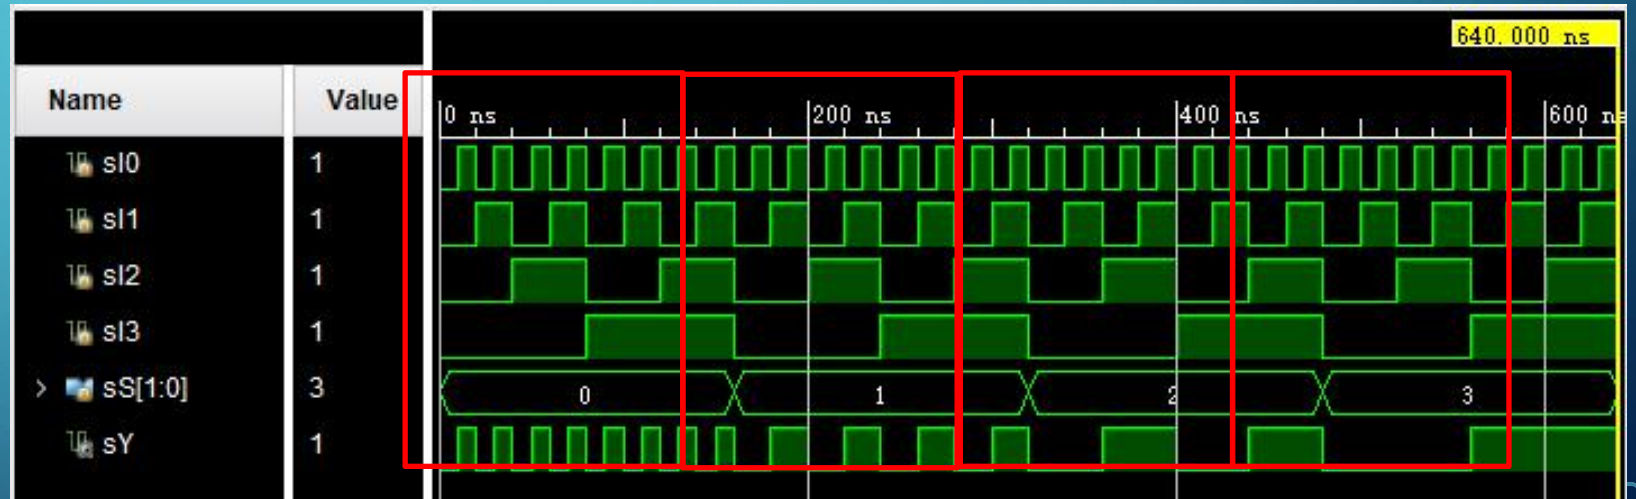 640.000 ns
Name Value 0 ns 200 ns 400 ns 600 n
sI0 1
sI1 1
sI2 1
sI3 1
> sS[1:0] 3 0 1 2 3
sY 1